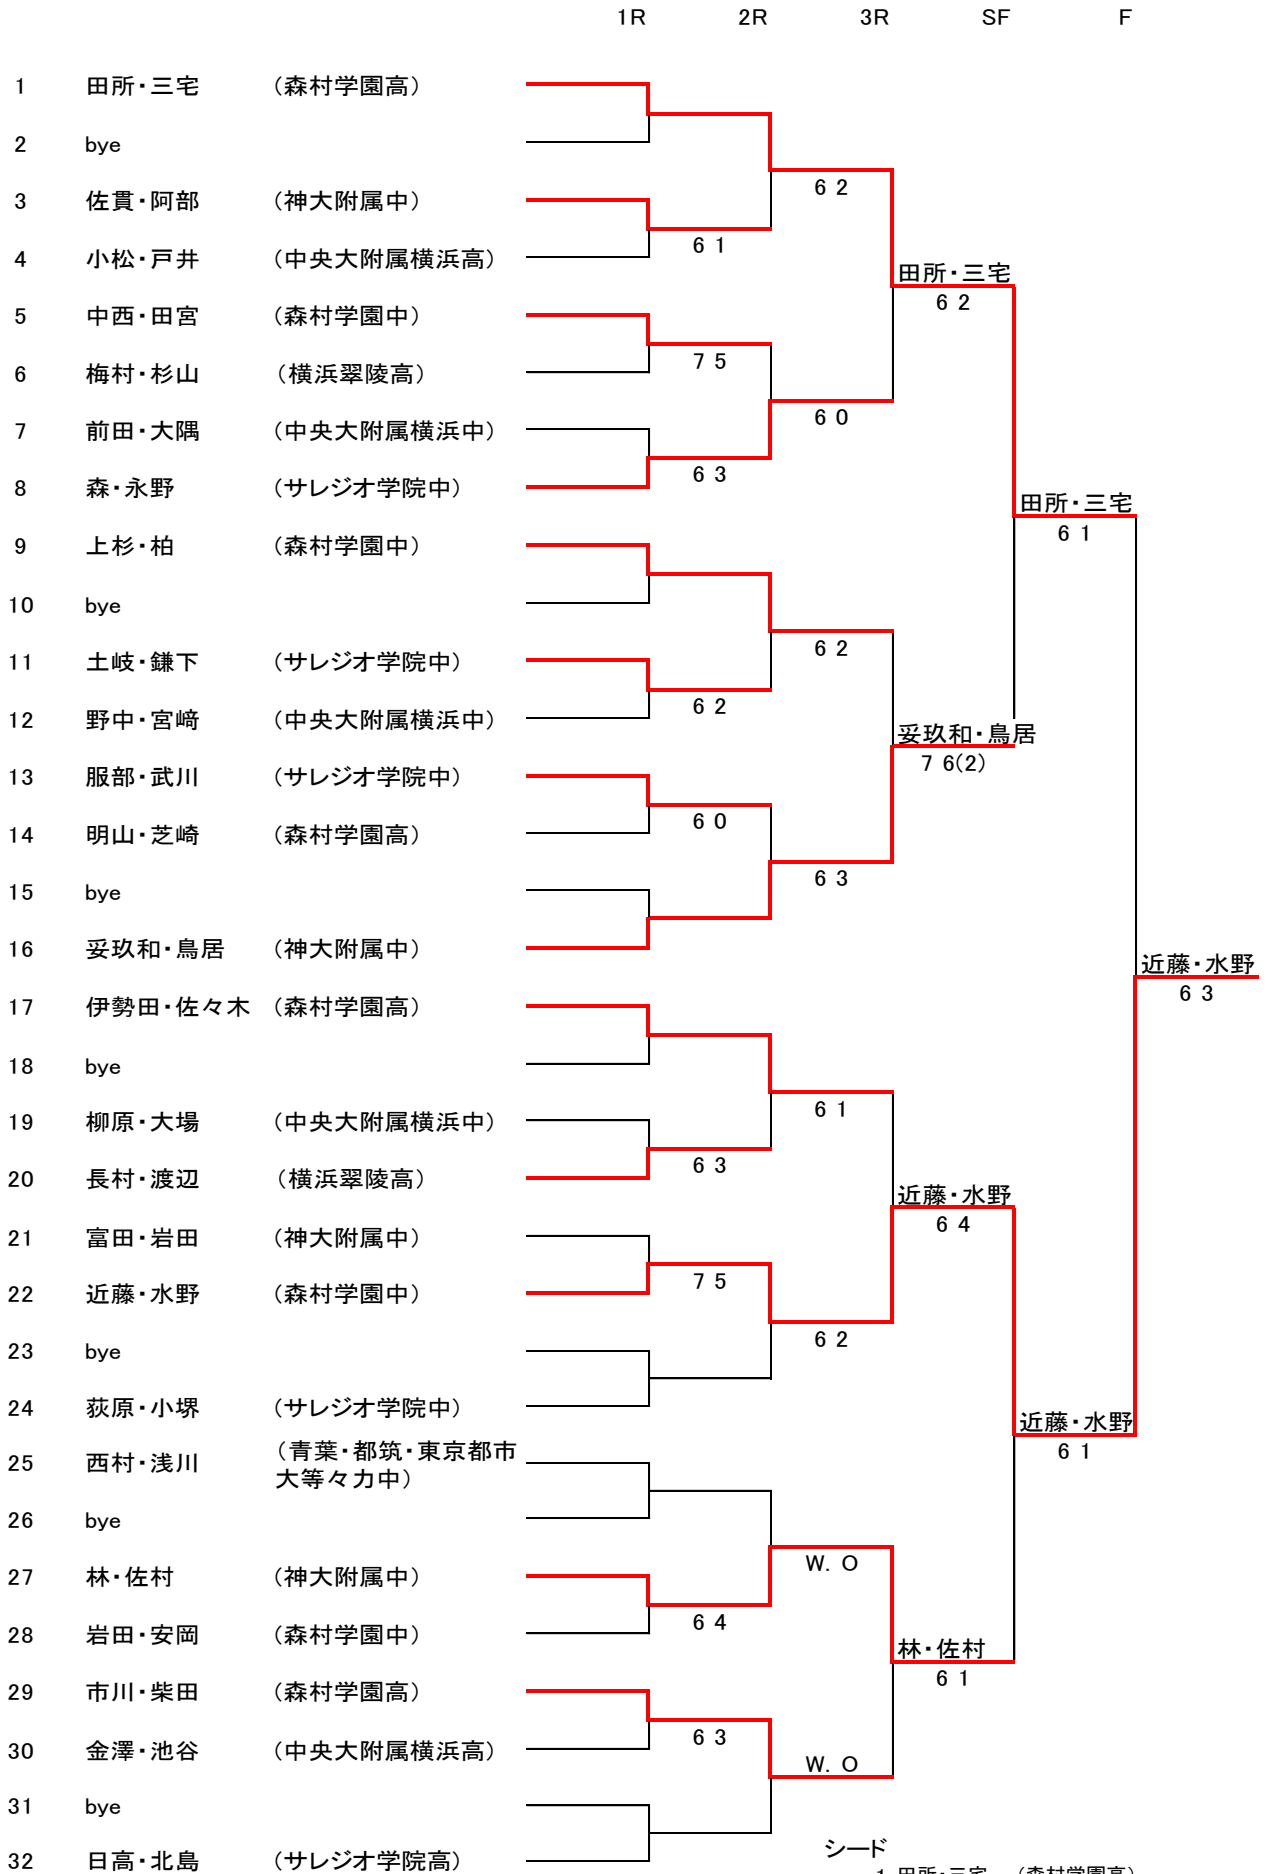 1R 2R 3R SF F
1 田所・三宅 （森村学園高）
2 bye
6 2
3 佐貫・阿部 （神大附属中）
6 1
4 小松・戸井 （中央大附属横浜高）
田所・三宅
6 2
5 中西・田宮 （森村学園中）
7 5
6 梅村・杉山 （横浜翠陵高）
6 0
7 前田・大隅 （中央大附属横浜中）
6 3
8 森・永野 （サレジオ学院中）
田所・三宅
6 1
9 上杉・柏 （森村学園中）
10 bye
6 2
11 土岐・鎌下 （サレジオ学院中）
6 2
12 野中・宮﨑 （中央大附属横浜中）
妥玖和・鳥居
7 6(2)
13 服部・武川 （サレジオ学院中）
6 0
14 明山・芝崎 （森村学園高）
6 3
15 bye
16 妥玖和・鳥居 （神大附属中）
近藤・水野
6 3
17 伊勢田・佐々木 （森村学園高）
18 bye
6 1
19 柳原・大場 （中央大附属横浜中）
6 3
20 長村・渡辺 （横浜翠陵高）
近藤・水野
6 4
21 富田・岩田 （神大附属中）
7 5
22 近藤・水野 （森村学園中）
6 2
23 bye
24 荻原・小堺 （サレジオ学院中）
近藤・水野
6 1
25 西村・浅川 （青葉・都筑・東京都市
大等々力中）
26 bye
W. O
27 林・佐村 （神大附属中）
6 4
28 岩田・安岡 （森村学園中）
林・佐村
6 1
29 市川・柴田 （森村学園高）
6 3
30 金澤・池谷 （中央大附属横浜高）
W. O
31 bye
32 日高・北島 （サレジオ学院高）
シード
1 田所・三宅 （森村学園高）